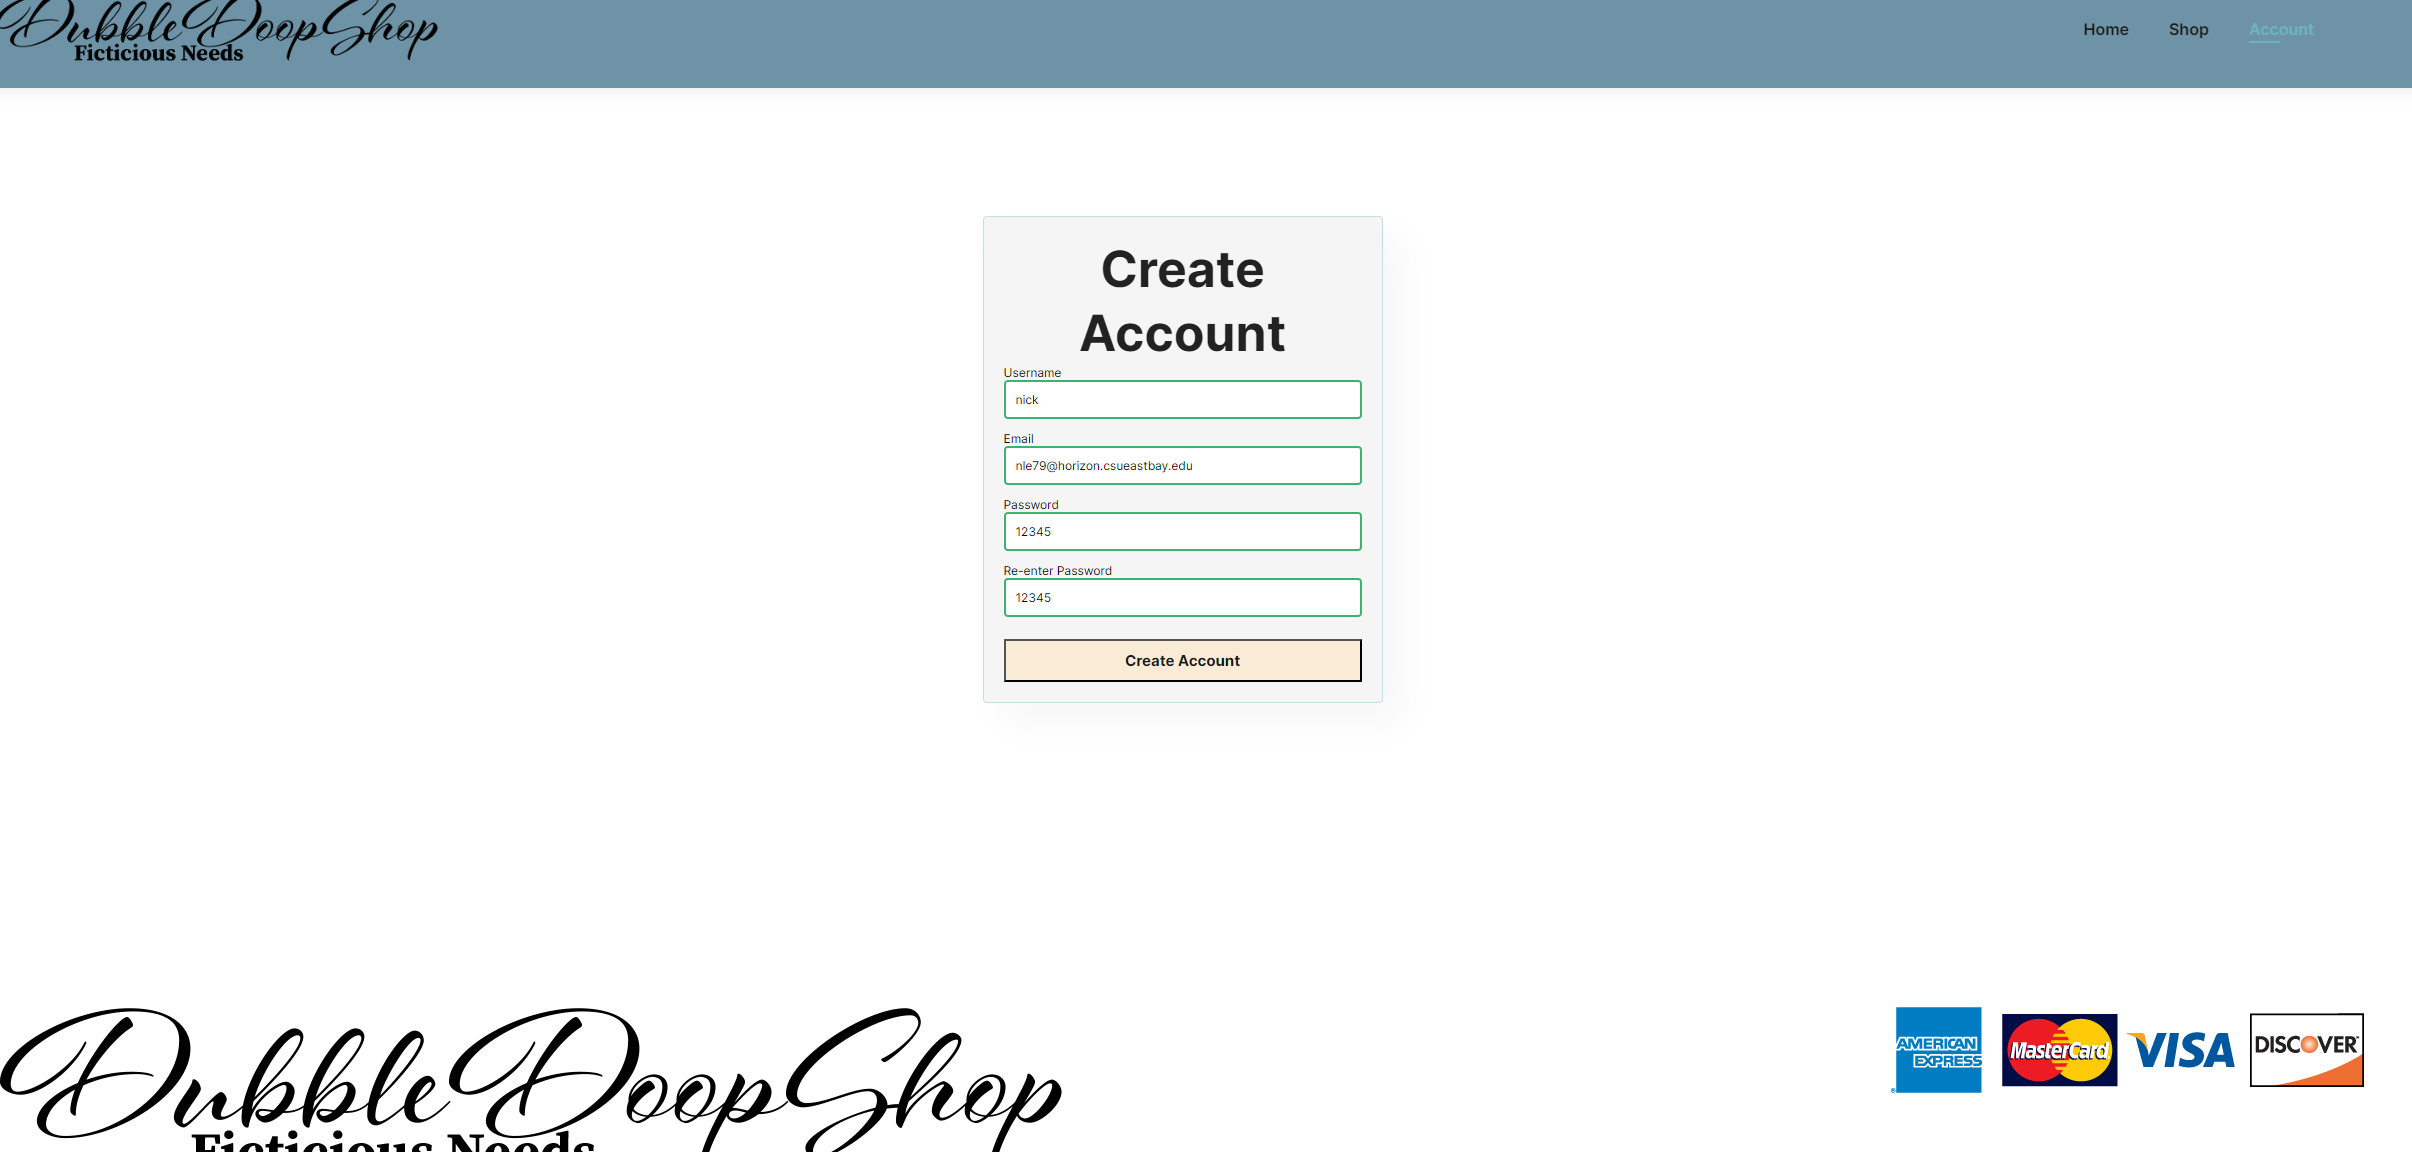 DubbleDoopShop
Ficticious Needs
Home Shop Account
Create
Account
Username
nick
Email
nle79@horizon.csueastbay.edu
Password
12345
Re-enter Password
12345
Create Account
DubbleDoopShop
Ficticious Needs
AMERICAN
EXPRESS
®
MasterCard
VISA
DISCOVER